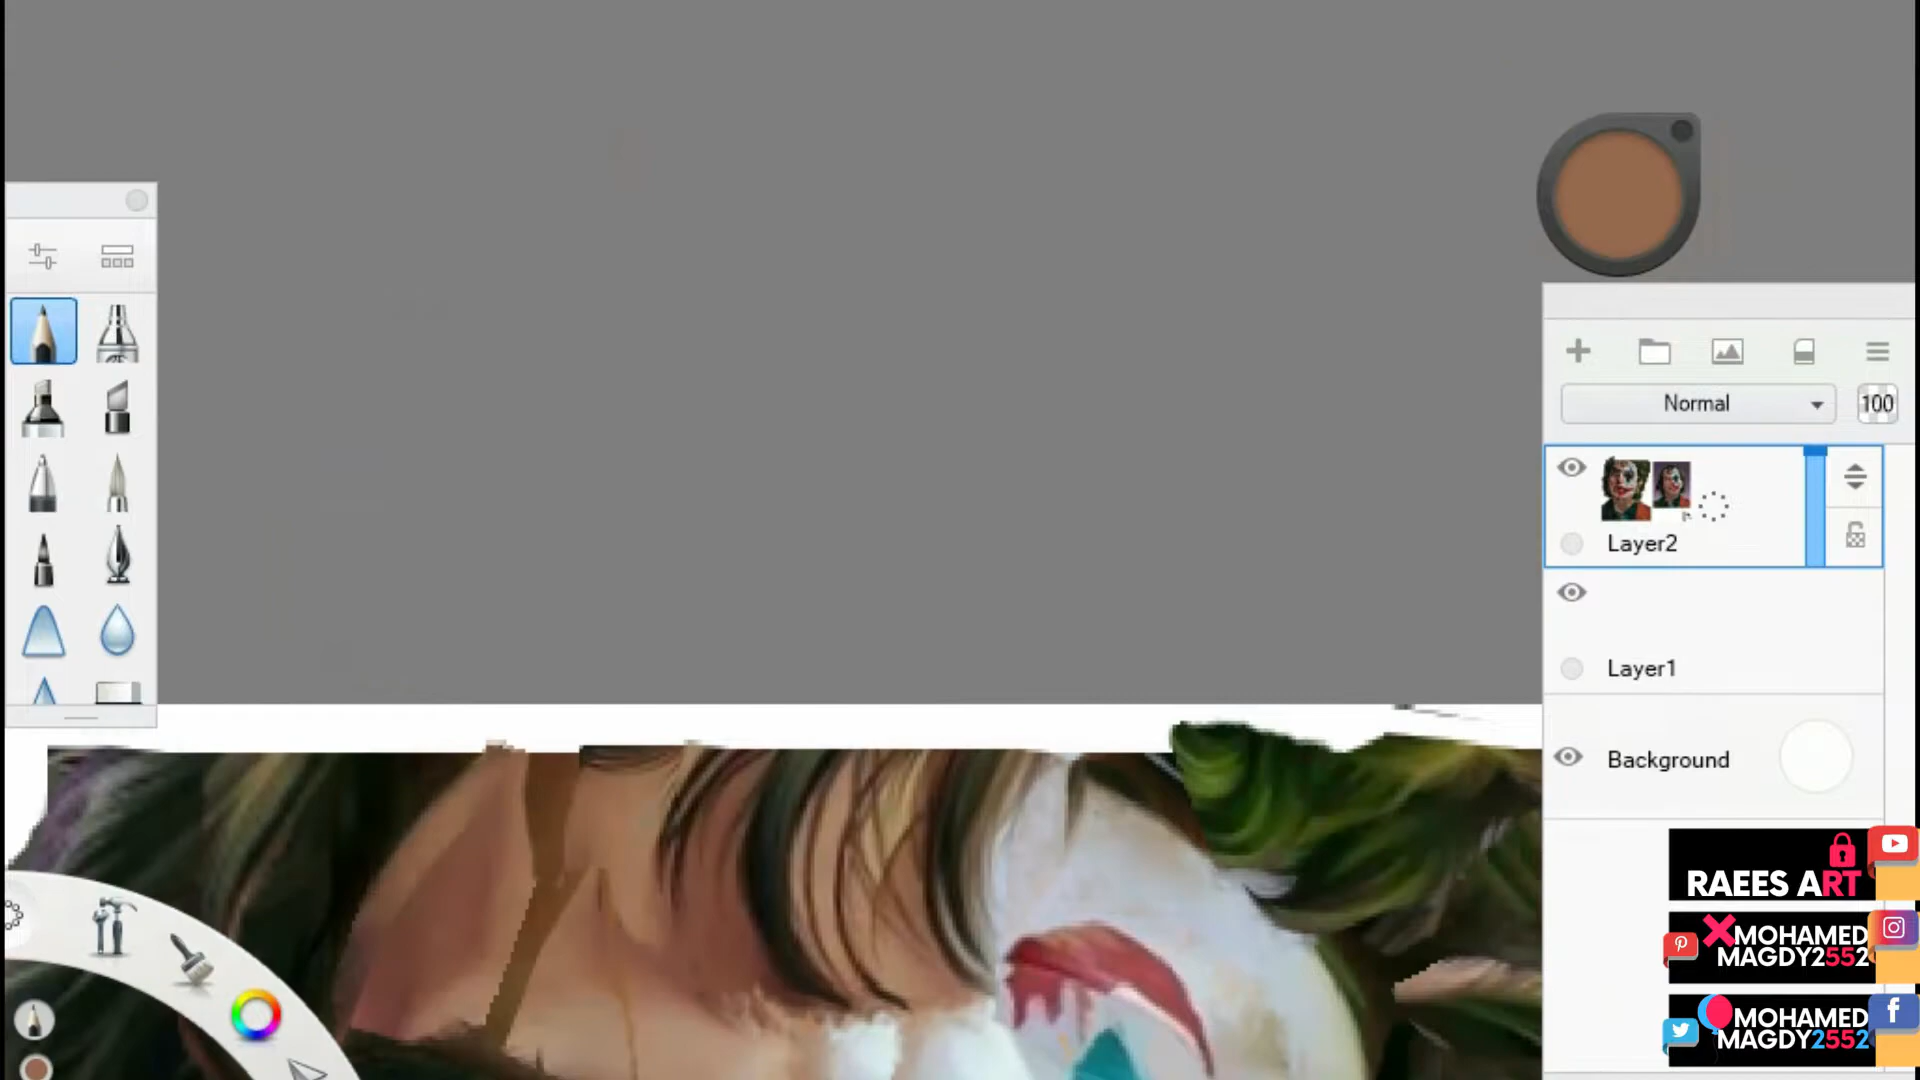 Normal
100
Layer2
Layer1
Background
RAEES ART
MOHAMED
MAGDY2552
MOHAMED
MAGDY2552